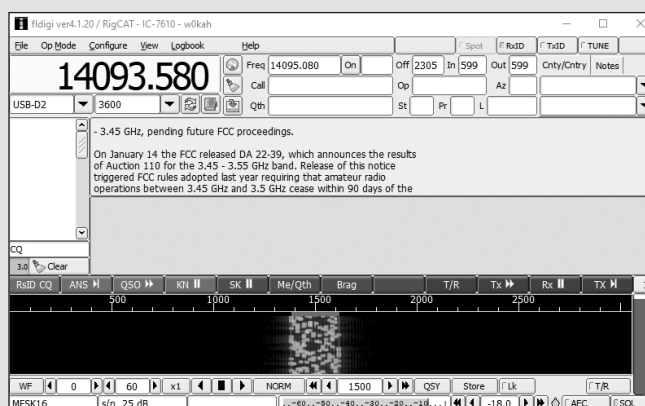 fldigi ver4.1.20 / RigCAT - IC-7610 - w0kah
File Op Mode Configure View Logbook Help Spot RxID TxID TUNE
14093.580
Freq 14095.080 On Off 2305 In 599 Out 599 Cnty/Cntry Notes
Call Op Az
USB-D2 3600 Qth St Pr L
- 3.45 GHz, pending future FCC proceedings.
On January 14 the FCC released DA 22-39, which announces the results
of Auction 110 for the 3.45 - 3.55 GHz band. Release of this notice
triggered FCC rules adopted last year requiring that amateur radio
operations between 3.45 GHz and 3.5 GHz cease within 90 days of the
CQ
3.0 Clear
RsID CQ ANS QSO KN SK Me/Qth Brag T/R Tx Rx TX
500 1000 1500 2000 2500
WF 0 60 x1 NORM 1500 QSY Store Lk T/R
MFSK16 s/n 25 dB -60 -50 -40 -30 -20 -10 -18.0 AFC SQL